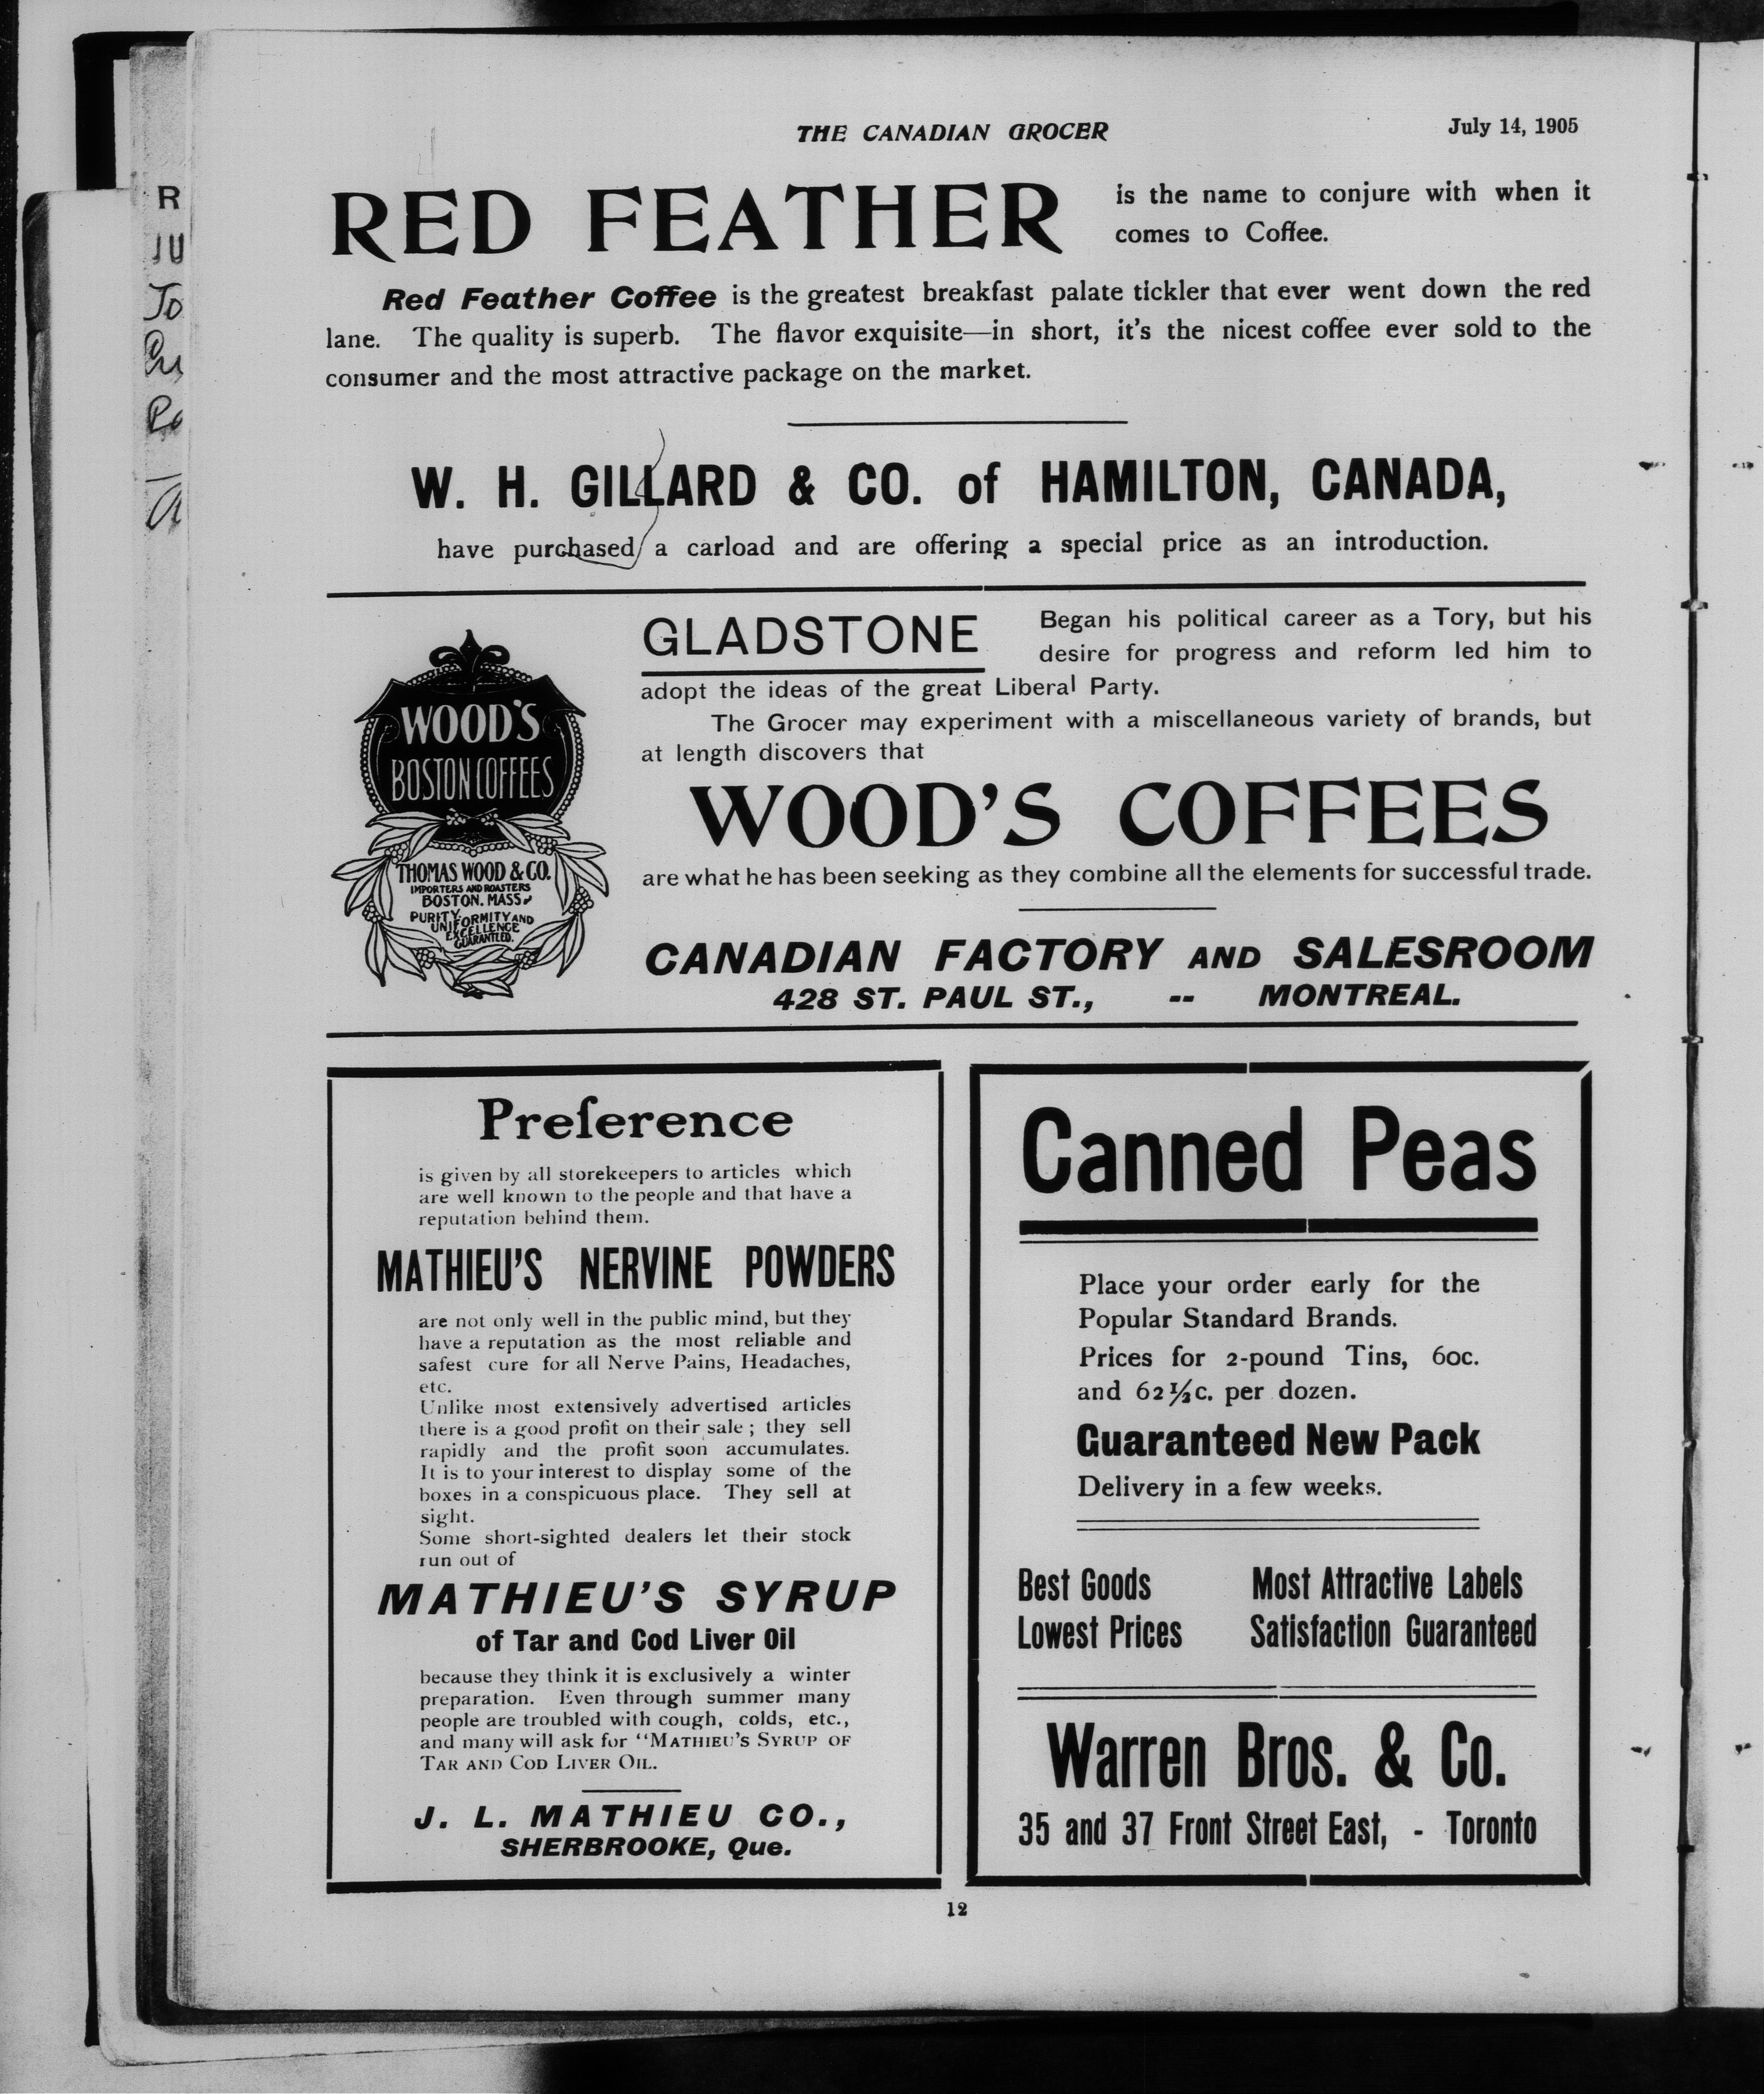 THE CANADIAN GROCER
July 14, 1905
RED FEATHER
is the name to conjure with when it
comes to Coffee.
Red Feather Coffee is the greatest breakfast palate tickler that ever went down the red
lane. The quality is superb. The flavor exquisite—in short, it's the nicest coffee ever sold to the
consumer and the most attractive package on the market.
W. H. GILLARD & CO. of HAMILTON, CANADA,
have purchased a carload and are offering a special price as an introduction.
WOOD'S
BOSTON COFFEES
THOMAS WOOD & CO.
IMPORTERS AND ROASTERS
BOSTON. MASS
PURITY.
UNIFORMITY AND
EXCELLENCE
GUARANTEED.
GLADSTONE
Began his political career as a Tory, but his
desire for progress and reform led him to
adopt the ideas of the great Liberal Party.
The Grocer may experiment with a miscellaneous variety of brands, but
at length discovers that
WOOD'S COFFEES
are what he has been seeking as they combine all the elements for successful trade.
CANADIAN FACTORY AND SALESROOM
428 ST. PAUL ST., -- MONTREAL.
Preference
is given by all storekeepers to articles which
are well known to the people and that have a
reputation behind them.
MATHIEU'S NERVINE POWDERS
are not only well in the public mind, but they
have a reputation as the most reliable and
safest cure for all Nerve Pains, Headaches,
etc.
Unlike most extensively advertised articles
there is a good profit on their sale ; they sell
rapidly and the profit soon accumulates.
It is to your interest to display some of the
boxes in a conspicuous place. They sell at
sight.
Some short-sighted dealers let their stock
run out of
MATHIEU'S SYRUP
of Tar and Cod Liver Oil
because they think it is exclusively a winter
preparation. Even through summer many
people are troubled with cough, colds, etc.,
and many will ask for "MATHIEU'S SYRUP OF
TAR AND COD LIVER OIL.
J. L. MATHIEU CO.,
SHERBROOKE, Que.
Canned Peas
Place your order early for the
Popular Standard Brands.
Prices for 2-pound Tins, 60c.
and 62½c. per dozen.
Guaranteed New Pack
Delivery in a few weeks.
Best Goods Most Attractive Labels
Lowest Prices Satisfaction Guaranteed
Warren Bros. & Co.
35 and 37 Front Street East, - Toronto
12